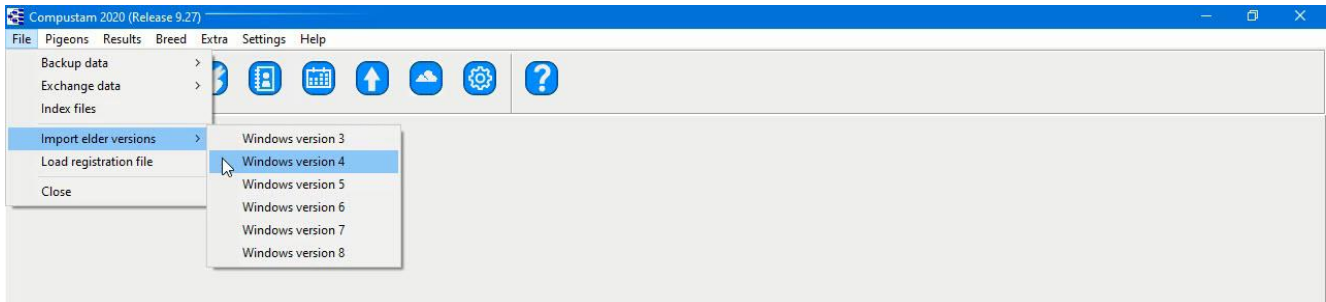 Compustam 2020 (Release 9.27)
File Pigeons Results Breed Extra Settings Help
Backup data
Exchange data
Index files
Import elder versions
Load registration file
Close
Windows version 3
Windows version 4
Windows version 5
Windows version 6
Windows version 7
Windows version 8
?